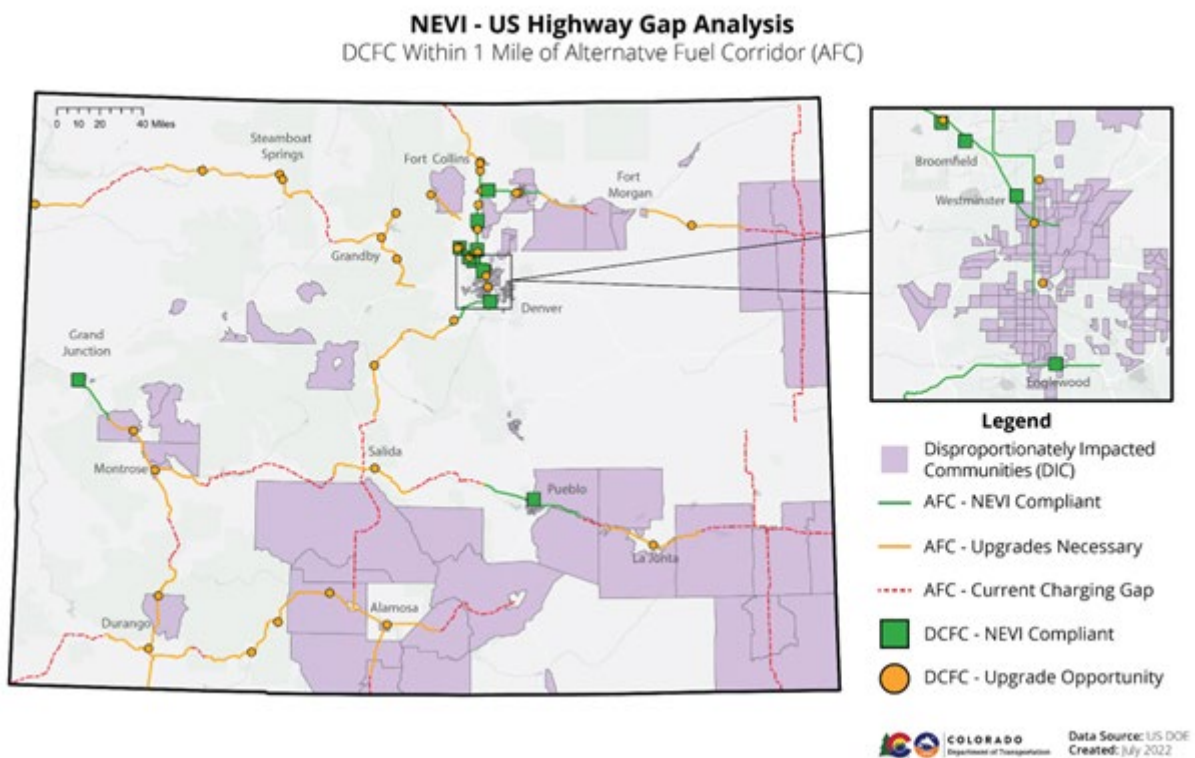 NEVI - US Highway Gap Analysis
DCFC Within 1 Mile of Alternatve Fuel Corridor (AFC)
0 10 20 40 Miles
Steamboat
Springs
Fort Collins
Fort
Morgan
Grandby
Denver
Grand
Junction
Montrose
Salida
Pueblo
La Junta
Durango
Alamosa
Broomfield
Westminster
Englewood
Legend
Disproportionately Impacted
Communities (DIC)
AFC - NEVI Compliant
AFC - Upgrades Necessary
AFC - Current Charging Gap
DCFC - NEVI Compliant
DCFC - Upgrade Opportunity
COLORADO
Department of Transportation
Data Source: US DOE
Created: July 2022